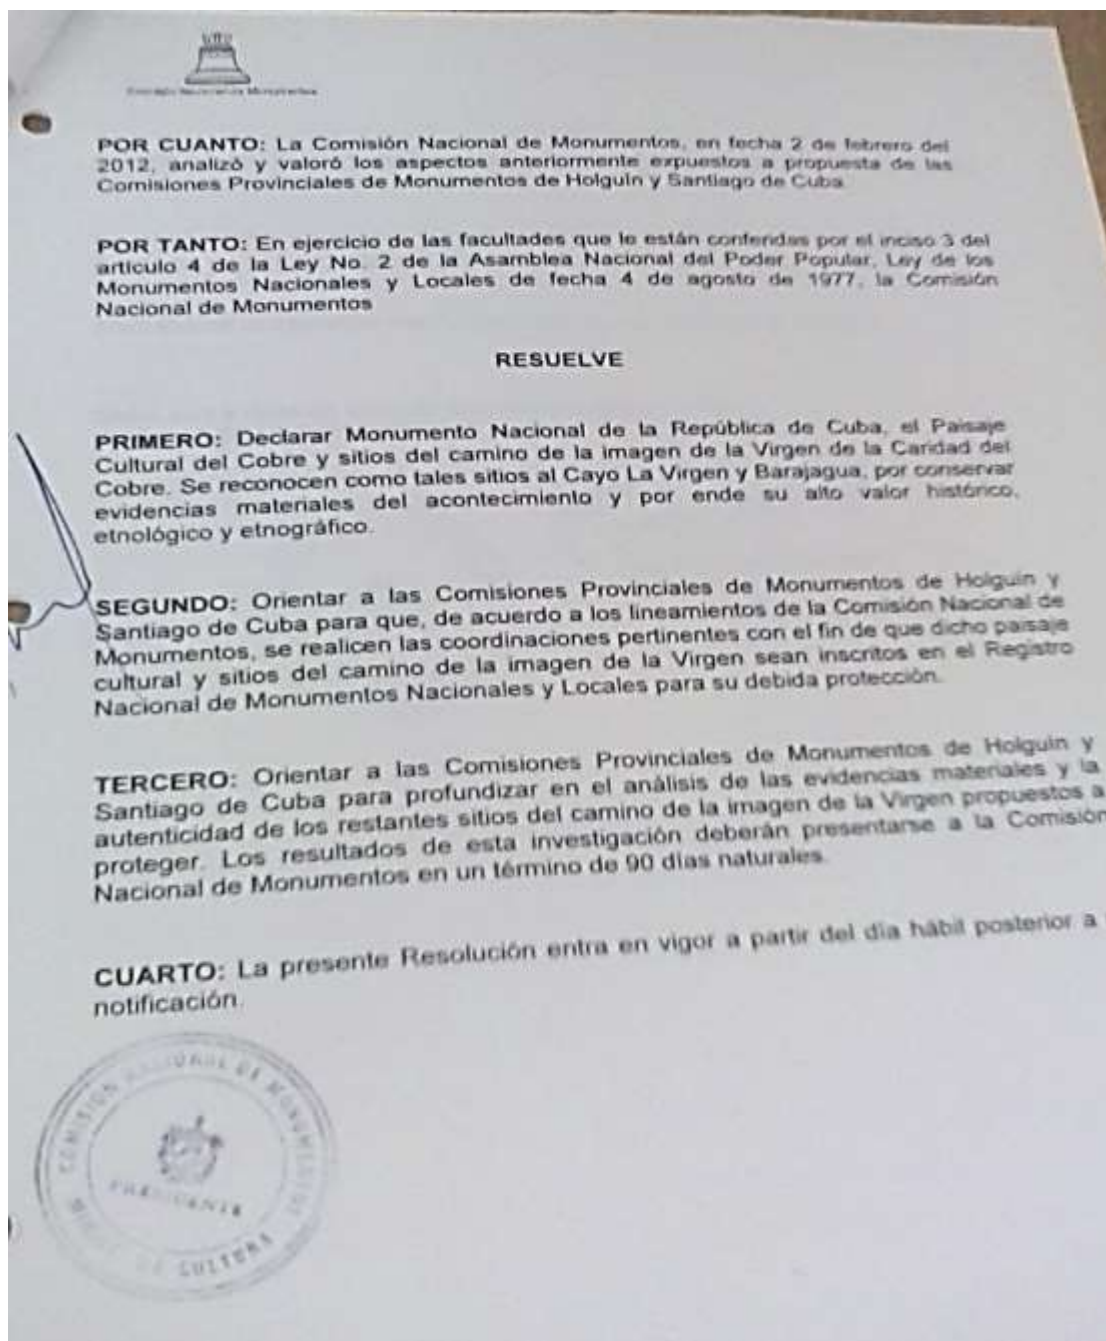 Comisión Nacional de Monumentos
POR CUANTO: La Comisión Nacional de Monumentos, en fecha 2 de febrero del
2012, analizó y valoró los aspectos anteriormente expuestos a propuesta de las
Comisiones Provinciales de Monumentos de Holguín y Santiago de Cuba
POR TANTO: En ejercicio de las facultades que le están conferidas por el inciso 3 del
artículo 4 de la Ley No. 2 de la Asamblea Nacional del Poder Popular, Ley de los
Monumentos Nacionales y Locales de fecha 4 de agosto de 1977, la Comisión
Nacional de Monumentos
RESUELVE
PRIMERO: Declarar Monumento Nacional de la República de Cuba, el Paisaje
Cultural del Cobre y sitios del camino de la imagen de la Virgen de la Caridad del
Cobre. Se reconocen como tales sitios al Cayo La Virgen y Barajagua, por conservar
evidencias materiales del acontecimiento y por ende su alto valor histórico,
etnológico y etnográfico.
SEGUNDO: Orientar a las Comisiones Provinciales de Monumentos de Holguín y
Santiago de Cuba para que, de acuerdo a los lineamientos de la Comisión Nacional de
Monumentos, se realicen las coordinaciones pertinentes con el fin de que dicho paisaje
cultural y sitios del camino de la imagen de la Virgen sean inscritos en el Registro
Nacional de Monumentos Nacionales y Locales para su debida protección.
TERCERO: Orientar a las Comisiones Provinciales de Monumentos de Holguín y
Santiago de Cuba para profundizar en el análisis de las evidencias materiales y la
autenticidad de los restantes sitios del camino de la imagen de la Virgen propuestos a
proteger. Los resultados de esta investigación deberán presentarse a la Comisión
Nacional de Monumentos en un término de 90 días naturales.
CUARTO: La presente Resolución entra en vigor a partir del día hábil posterior a
notificación.
COMISION NACIONAL DE MONUMENTOS
PRESIDENTE
DE CULTURA